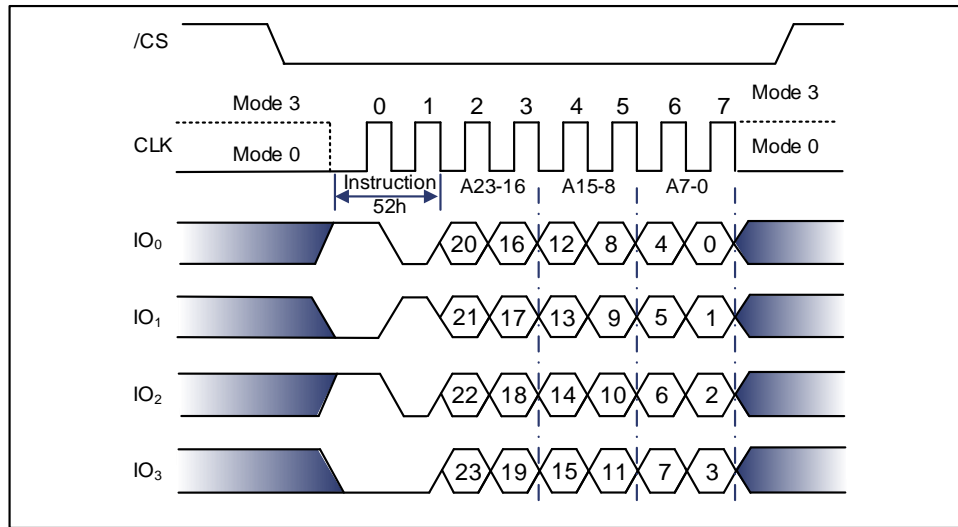 /CS
Mode 3
0 1 2 3 4 5 6 7
Mode 3
CLK
Mode 0
Mode 0
Instruction
A23-16 A15-8 A7-0
52h
IO₀
20 16 12 8 4 0
IO₁
21 17 13 9 5 1
IO₂
22 18 14 10 6 2
IO₃
23 19 15 11 7 3